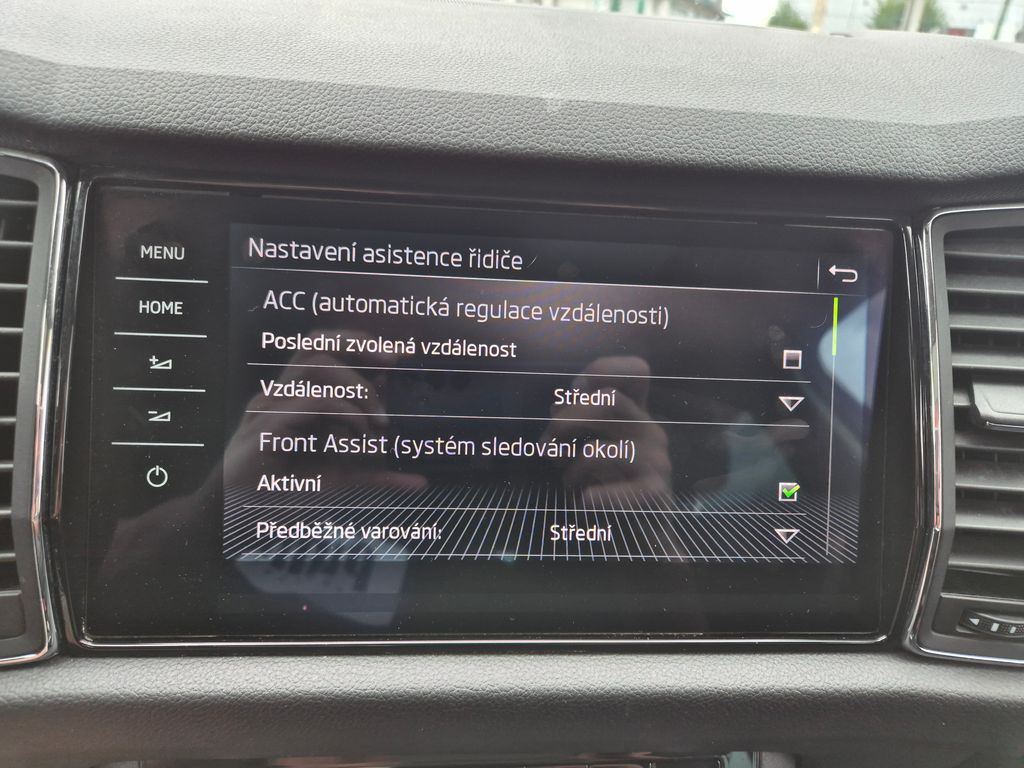 MENU
HOME
Nastavení asistence řidiče
ACC (automatická regulace vzdálenosti)
Poslední zvolená vzdálenost
Vzdálenost: Střední
Front Assist (systém sledování okolí)
Aktivní
Předběžné varování: Střední